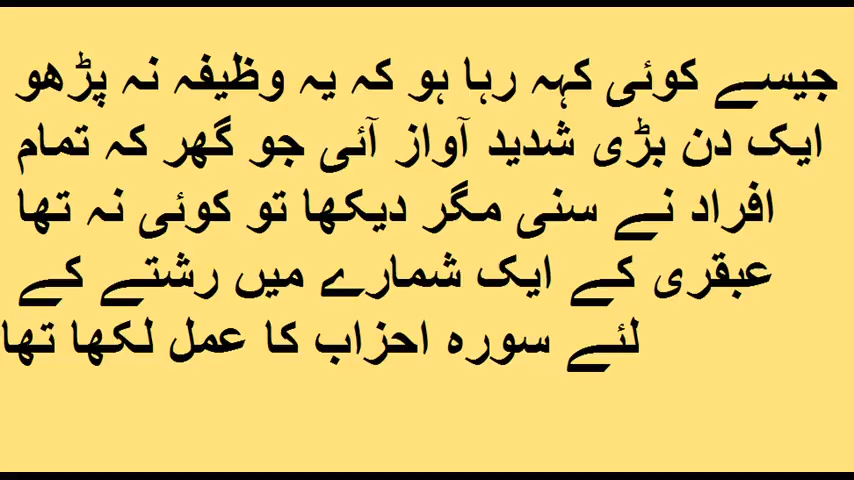 جیسے کوئی کہہ رہا ہو کہ یہ وظیفہ نہ پڑھو
ایک دن بڑی شدید آواز آئی جو گھر کہ تمام
افراد نے سنی مگر دیکھا تو کوئی نہ تھا
عبقری کے ایک شمارے میں رشتے کے
لئے سورہ احزاب کا عمل لکھا تھا